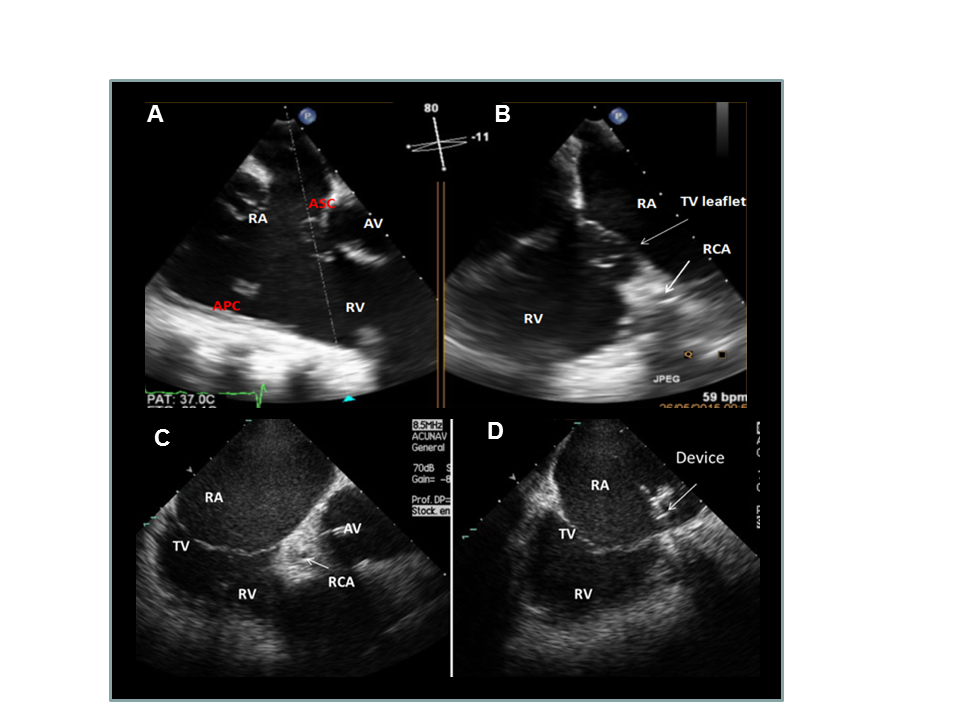 A
B
80
-11
P
P
ASC
RA
AV
RA
TV leaflet
RCA
APC
RV
RV
Q
JPEG
PAT: 37.0C
59 bpm
C
D
8.5MHz
ACUNAV
General
70dB S
Gain= -8
Prof. DP=
Stock. en
Device
RA
RA
AV
TV
TV
RCA
RV
RV